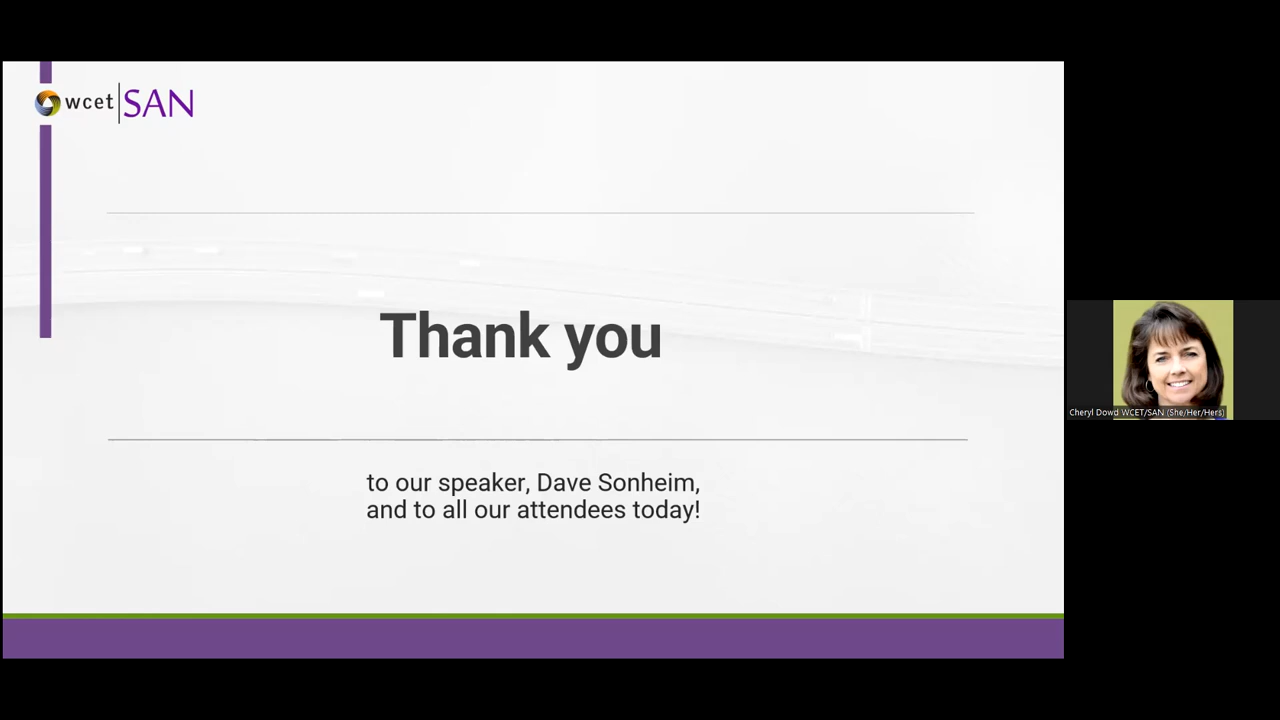 wcet SAN
Thank you
to our speaker, Dave Sonheim,
and to all our attendees today!
Cheryl Dowd WCET/SAN (She/Her/Hers)